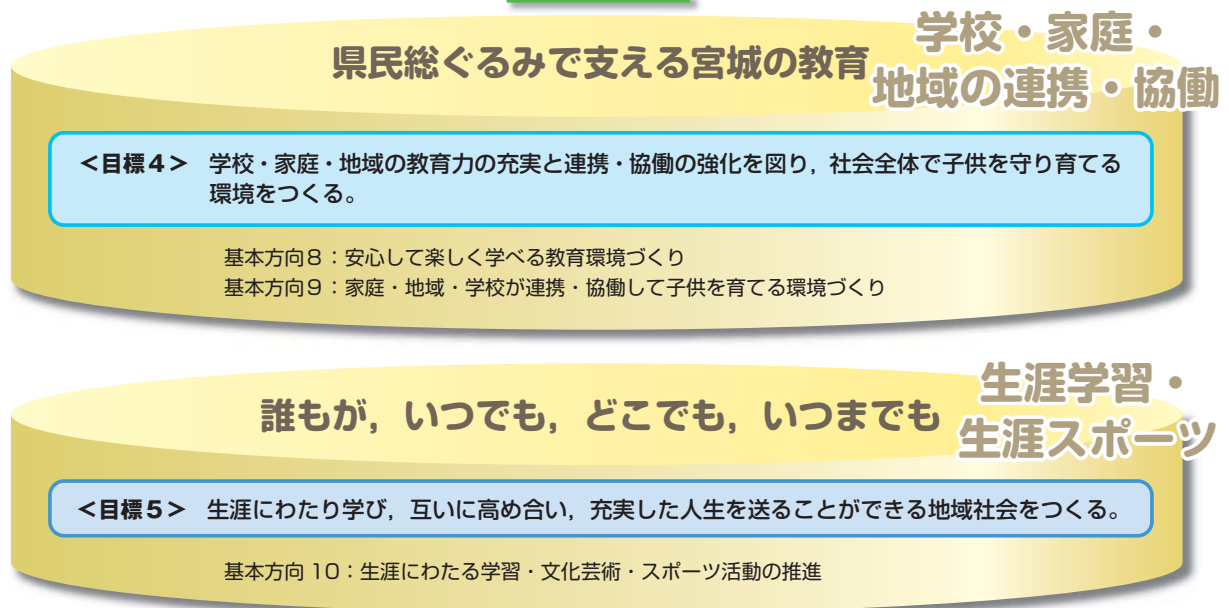 県民総ぐるみで支える宮城の教育
学校・家庭・
地域の連携・協働
<目標4> 学校・家庭・地域の教育力の充実と連携・協働の強化を図り，社会全体で子供を守り育てる
環境をつくる。
基本方向8：安心して楽しく学べる教育環境づくり
基本方向9：家庭・地域・学校が連携・協働して子供を育てる環境づくり
誰もが，いつでも，どこでも，いつまでも
生涯学習・
生涯スポーツ
<目標5> 生涯にわたり学び，互いに高め合い，充実した人生を送ることができる地域社会をつくる。
基本方向10：生涯にわたる学習・文化芸術・スポーツ活動の推進